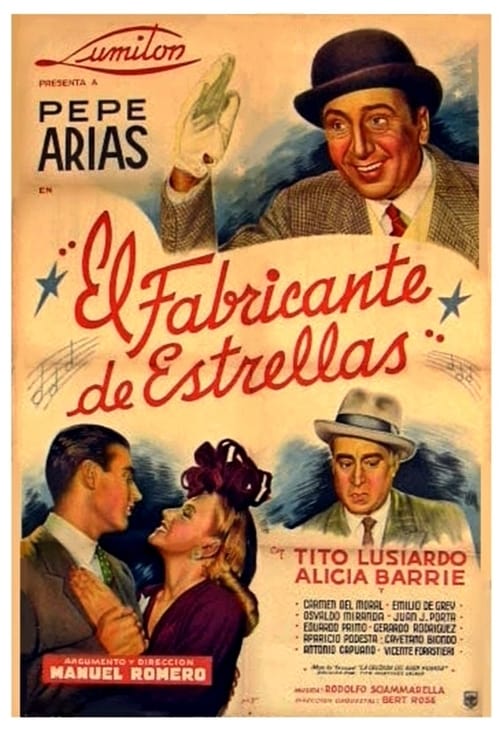 Lumiton
PRESENTA A
PEPE
ARIAS
EN
"El Fabricante
de Estrellas"
CON
TITO LUSIARDO
ALICIA BARRIE
Y
· CARMEN DEL MORAL · EMILIO DE GREY ·
· OSVALDO MIRANDA · JUAN J. PORTA
EDUARDO PRIMO · GERARDO RODRIGUEZ ·
· APARICIO PODESTA · CAYETANO BIONDO ·
ANTONIO CAPUANO · VICENTE FORASTIERI
ARGUMENTO Y DIRECCION
MANUEL ROMERO
MUSICA: RODOLFO SCIAMMARELLA
DIRECCION ORQUESTAL: BERT ROSE